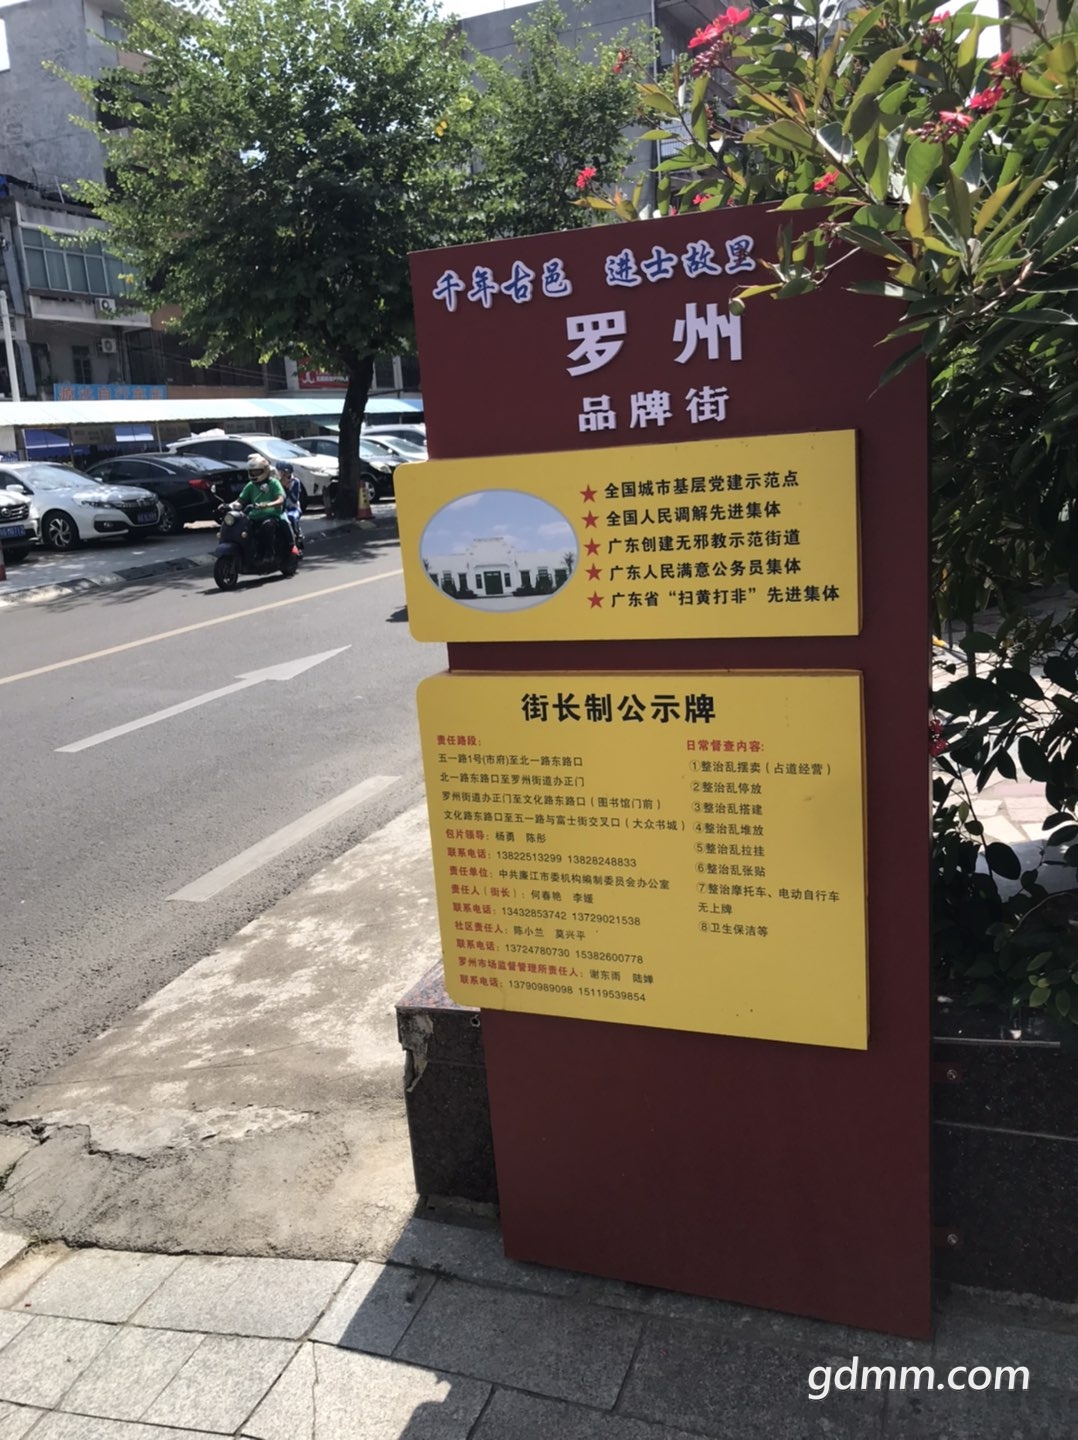 千年古邑 进士故里
罗州
品牌街
★ 全国城市基层党建示范点
★ 全国人民调解先进集体
★ 广东创建无邪教示范街道
★ 广东人民满意公务员集体
★ 广东省“扫黄打非”先进集体
街长制公示牌
责任路段：
五一路1号(市府)至北一路东路口
北一路东路口至罗州街道办正门
罗州街道办正门至文化路东路口（图书馆门前）
文化路东路口至五一路与富士街交叉口（大众书城）
包片领导：杨勇 陈彤
联系电话：13822513299 13828248833
责任单位：中共廉江市委机构编制委员会办公室
责任人（街长）：何春艳 李媛
联系电话：13432853742 13729021538
社区责任人：陈小兰 莫兴平
联系电话：13724780730 15382600778
罗州市场监督管理所责任人：谢东雨 陆婵
联系电话：13790989098 15119539854
日常督查内容：
①整治乱摆卖（占道经营）
②整治乱停放
③整治乱搭建
④整治乱堆放
⑤整治乱拉挂
⑥整治乱张贴
⑦整治摩托车、电动自行车
无上牌
⑧卫生保洁等
gdmm.com